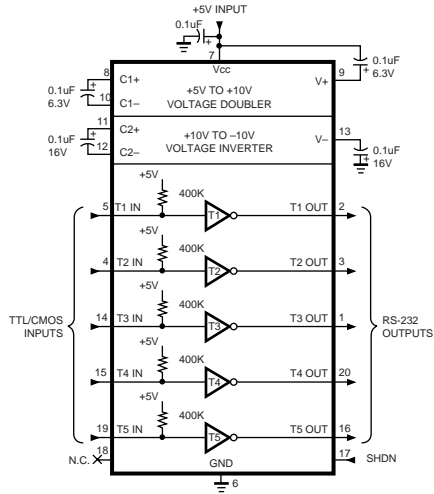 +5V INPUT
0.1uF
+
7
Vcc
8
C1+
0.1uF
6.3V
+
10
C1–
+5V TO +10V
VOLTAGE DOUBLER
V+
9
+
0.1uF
6.3V
11
C2+
0.1uF
16V
+
12
C2–
+10V TO –10V
VOLTAGE INVERTER
V–
13
+
0.1uF
16V
+5V
400K
5
T1 IN
T1
T1 OUT
2
+5V
400K
4
T2 IN
T2
T2 OUT
3
+5V
400K
14
T3 IN
T3
T3 OUT
1
TTL/CMOS
INPUTS
RS-232
OUTPUTS
+5V
400K
15
T4 IN
T4
T4 OUT
20
+5V
400K
19
T5 IN
T5
T5 OUT
16
18
N.C.
GND
6
17
SHDN